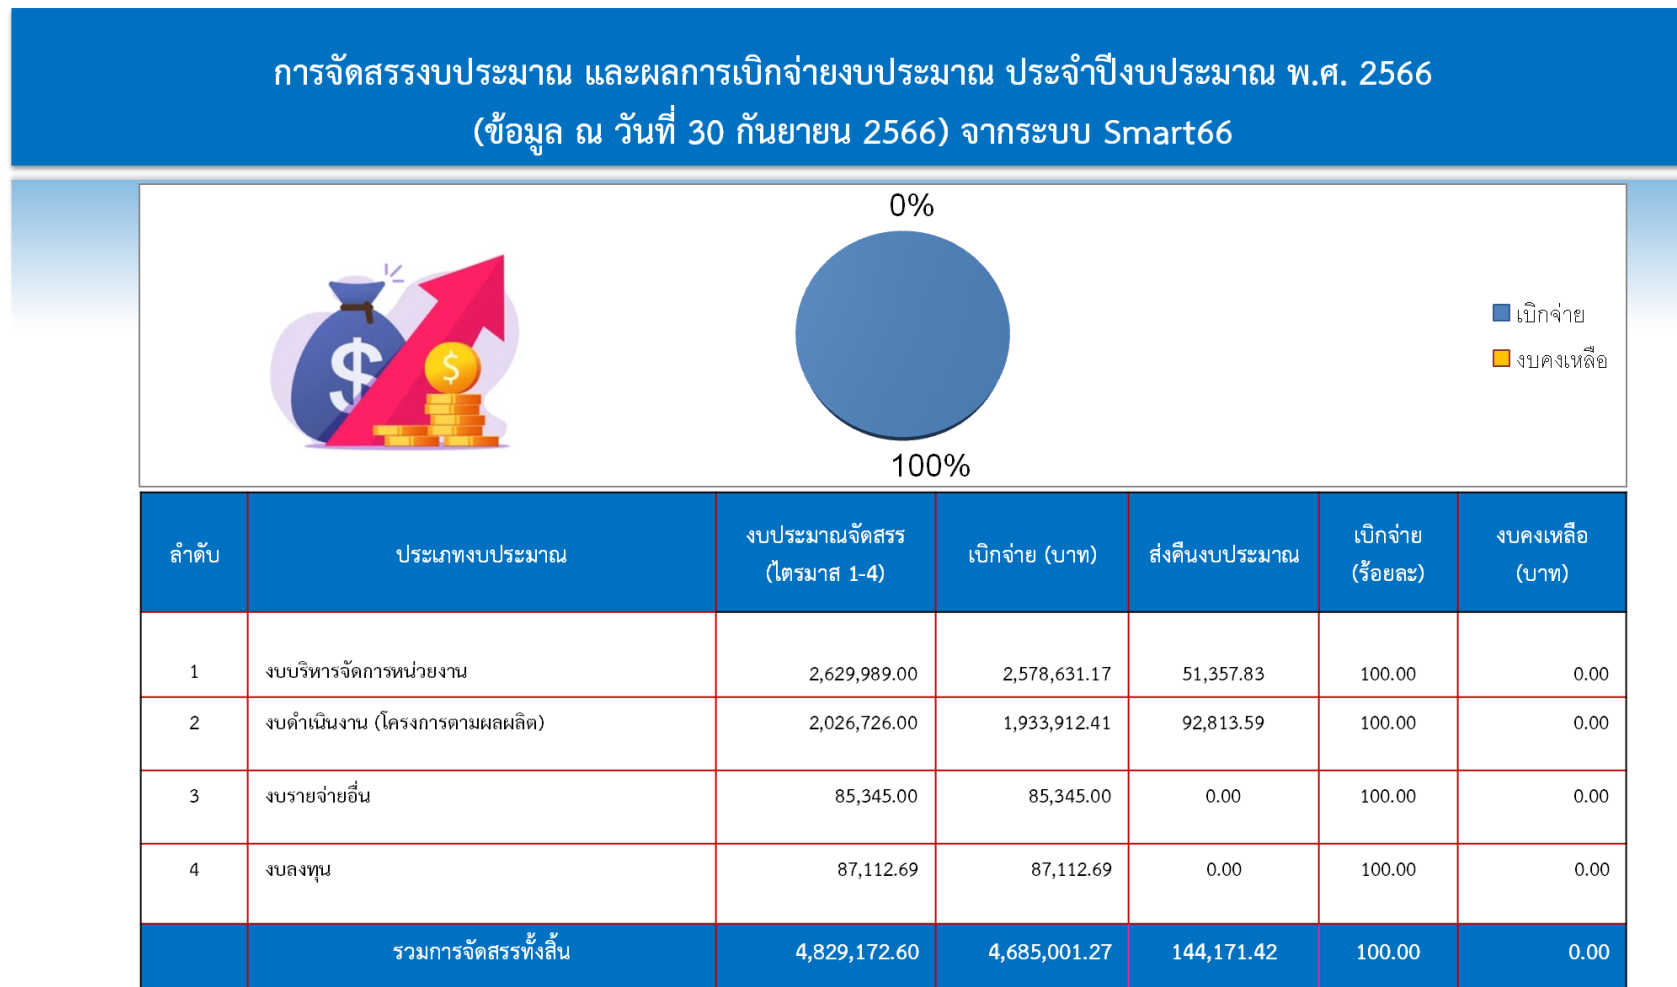 การจัดสรรงบประมาณ และผลการเบิกจ่ายงบประมาณ ประจำปีงบประมาณ พ.ศ. 2566
(ข้อมูล ณ วันที่ 30 กันยายน 2566) จากระบบ Smart66
0%
เบิกจ่าย
งบคงเหลือ
100%
ลำดับ ประเภทงบประมาณ งบประมาณจัดสรร (ไตรมาส 1-4) เบิกจ่าย (บาท) ส่งคืนงบประมาณ เบิกจ่าย (ร้อยละ) งบคงเหลือ (บาท)
1 งบบริหารจัดการหน่วยงาน 2,629,989.00 2,578,631.17 51,357.83 100.00 0.00
2 งบดำเนินงาน (โครงการตามผลผลิต) 2,026,726.00 1,933,912.41 92,813.59 100.00 0.00
3 งบรายจ่ายอื่น 85,345.00 85,345.00 0.00 100.00 0.00
4 งบลงทุน 87,112.69 87,112.69 0.00 100.00 0.00
รวมการจัดสรรทั้งสิ้น 4,829,172.60 4,685,001.27 144,171.42 100.00 0.00